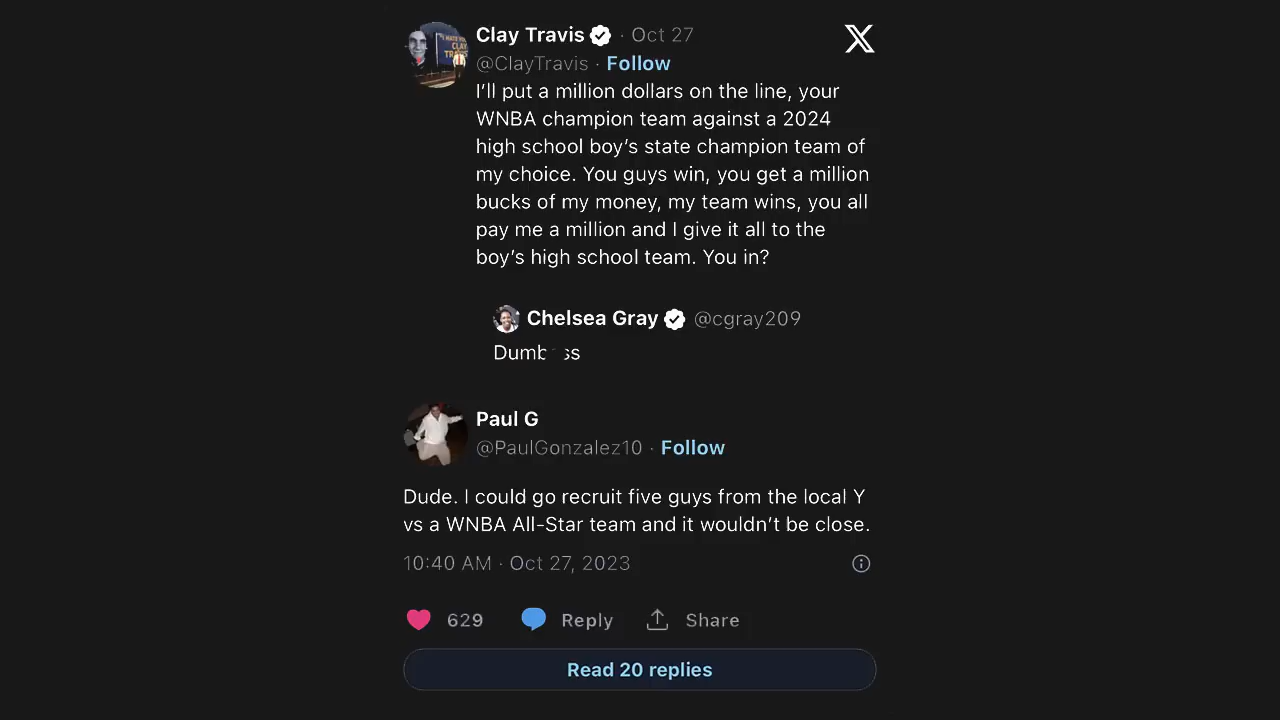 Clay Travis · Oct 27
@ClayTravis · Follow
I'll put a million dollars on the line, your
WNBA champion team against a 2024
high school boy's state champion team of
my choice. You guys win, you get a million
bucks of my money, my team wins, you all
pay me a million and I give it all to the
boy's high school team. You in?
Chelsea Gray @cgray209
Paul G
@PaulGonzalez10 · Follow
Dude. I could go recruit five guys from the local Y
vs a WNBA All-Star team and it wouldn't be close.
10:40 AM · Oct 27, 2023
629 Reply Share
Read 20 replies